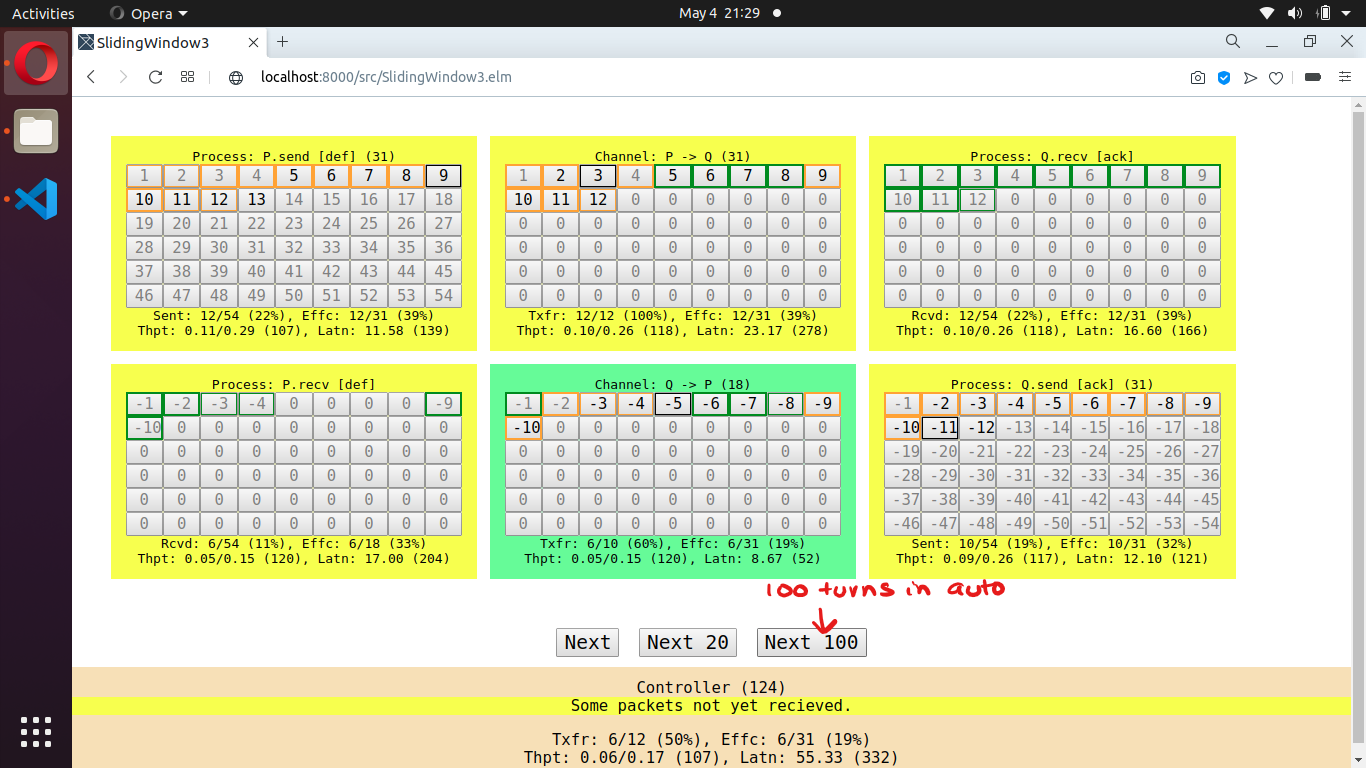 Activities Opera May 4 21:29
SlidingWindow3
localhost:8000/src/SlidingWindow3.elm
Process: P.send [def] (31)
1 2 3 4 5 6 7 8 9
10 11 12 13 14 15 16 17 18
19 20 21 22 23 24 25 26 27
28 29 30 31 32 33 34 35 36
37 38 39 40 41 42 43 44 45
46 47 48 49 50 51 52 53 54
Sent: 12/54 (22%), Effc: 12/31 (39%)
Thpt: 0.11/0.29 (107), Latn: 11.58 (139)
Channel: P -> Q (31)
1 2 3 4 5 6 7 8 9
10 11 12 0 0 0 0 0 0
0 0 0 0 0 0 0 0 0
0 0 0 0 0 0 0 0 0
0 0 0 0 0 0 0 0 0
0 0 0 0 0 0 0 0 0
Txfr: 12/12 (100%), Effc: 12/31 (39%)
Thpt: 0.10/0.26 (118), Latn: 23.17 (278)
Process: Q.recv [ack]
1 2 3 4 5 6 7 8 9
10 11 12 0 0 0 0 0 0
0 0 0 0 0 0 0 0 0
0 0 0 0 0 0 0 0 0
0 0 0 0 0 0 0 0 0
0 0 0 0 0 0 0 0 0
Rcvd: 12/54 (22%), Effc: 12/31 (39%)
Thpt: 0.10/0.26 (118), Latn: 16.60 (166)
Process: P.recv [def]
-1 -2 -3 -4 0 0 0 0 -9
-10 0 0 0 0 0 0 0 0
0 0 0 0 0 0 0 0 0
0 0 0 0 0 0 0 0 0
0 0 0 0 0 0 0 0 0
0 0 0 0 0 0 0 0 0
Rcvd: 6/54 (11%), Effc: 6/18 (33%)
Thpt: 0.05/0.15 (120), Latn: 17.00 (204)
Channel: Q -> P (18)
-1 -2 -3 -4 -5 -6 -7 -8 -9
-10 0 0 0 0 0 0 0 0
0 0 0 0 0 0 0 0 0
0 0 0 0 0 0 0 0 0
0 0 0 0 0 0 0 0 0
0 0 0 0 0 0 0 0 0
Txfr: 6/10 (60%), Effc: 6/31 (19%)
Thpt: 0.05/0.15 (120), Latn: 8.67 (52)
Process: Q.send [ack] (31)
-1 -2 -3 -4 -5 -6 -7 -8 -9
-10 -11 -12 -13 -14 -15 -16 -17 -18
-19 -20 -21 -22 -23 -24 -25 -26 -27
-28 -29 -30 -31 -32 -33 -34 -35 -36
-37 -38 -39 -40 -41 -42 -43 -44 -45
-46 -47 -48 -49 -50 -51 -52 -53 -54
Sent: 10/54 (19%), Effc: 10/31 (32%)
Thpt: 0.09/0.26 (117), Latn: 12.10 (121)
100 turns in auto
Next Next 20 Next 100
Controller (124)
Some packets not yet recieved.
Txfr: 6/12 (50%), Effc: 6/31 (19%)
Thpt: 0.06/0.17 (107), Latn: 55.33 (332)